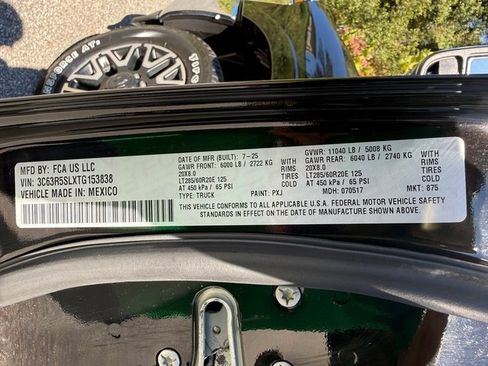 MFD BY: FCA US LLC
VIN: 3C63R5SLXTG153838
VEHICLE MADE IN: MEXICO
DATE OF MFR (BUILT): 7-25
GAWR FRONT: 6000 LB / 2722 KG
20X8.0 RIMS
LT285/60R20E 125 TIRES
AT 450 kPa / 65 PSI COLD
TYPE: TRUCK PAINT: PXJ
GVWR: 11040 LB / 5008 KG
GAWR REAR: 6040 LB / 2740 KG
WITH 20X8.0 RIMS
LT285/60R20E 125 TIRES
AT 450 kPa / 65 PSI COLD
MDH: 070517 MKT: 875
THIS VEHICLE CONFORMS TO ALL APPLICABLE U.S.A. FEDERAL MOTOR VEHICLE SAFETY
STANDARDS IN EFFECT ON THE DATE OF MANUFACTURE SHOWN ABOVE.